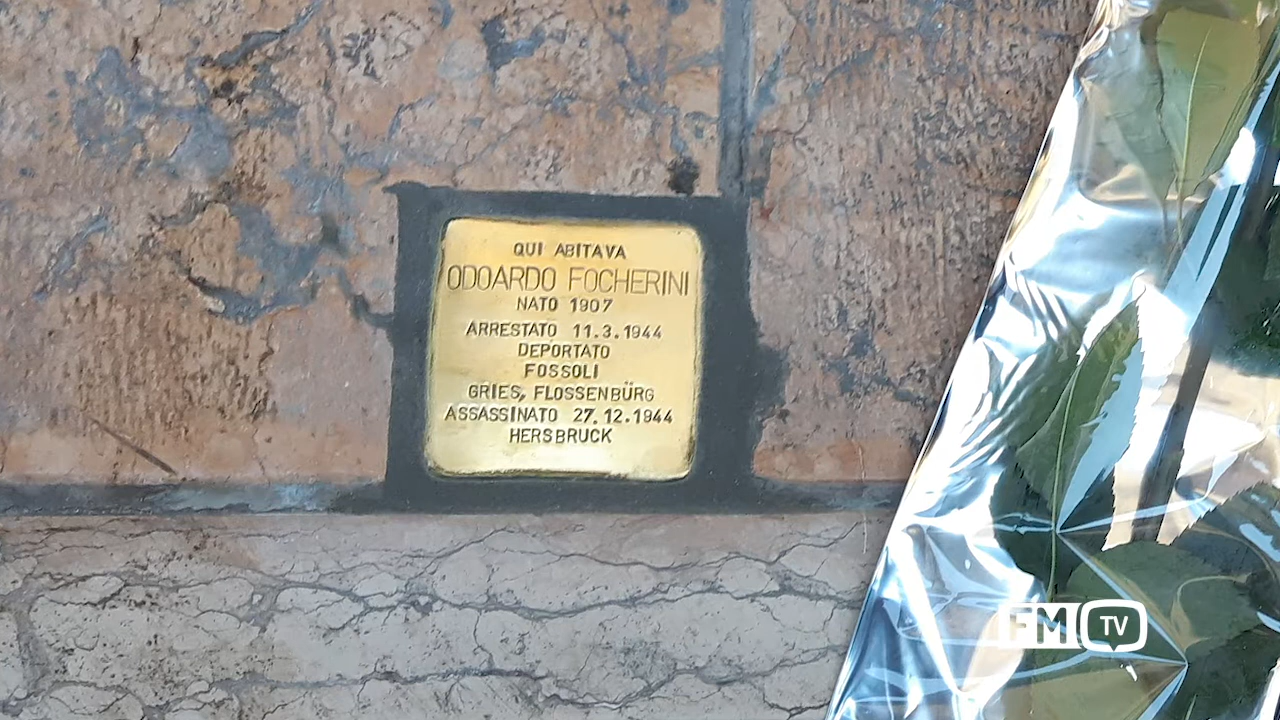 QUI ABITAVA
ODOARDO FOCHERINI
NATO 1907
ARRESTATO 11.3.1944
DEPORTATO
FOSSOLI
GRIES, FLOSSENBÜRG
ASSASSINATO 27.12.1944
HERSBRUCK
FM TV